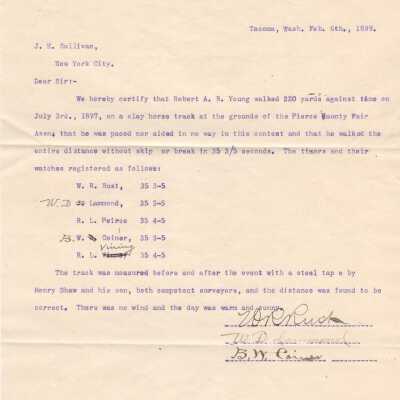 Tacoma, Wash. Feb. 6th., 1899.
J. E. Sullivan,
New York City.
Dear Sir:-
We hereby certify that Robert A. R. Young walked 220 yards against time on
July 3rd., 1897, on a clay horse track at the grounds of the Pierce County Fair
Assn; that he was paced nor aided in no way in this contest and that he walked the
entire distance without skip or break in 35 3/5 seconds. The timers and their
watches registered as follows:
W. R. Rust, 35 3-5
W.D Lammond, 35 3-5
R. L. Peirce 35 4-5
B. W. Coiner, 35 3-5
R. L. Vining 35 4-5
The track was measured before and after the event with a steel tap e by
Henry Shaw and his son, both competent surveyors, and the distance was found to be
correct. There was no wind and the day was warm and sunny.
W R Rust
W. D. Lammond
B. W. Coiner